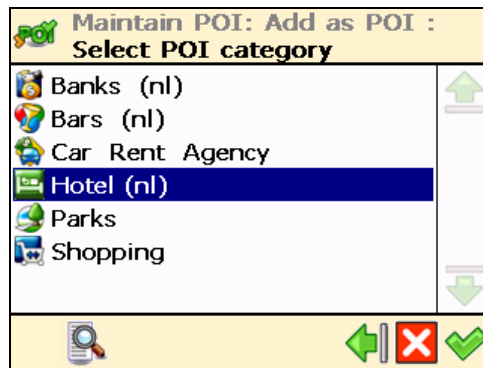 POI Maintain POI: Add as POI :
Select POI category
Banks (nl)
Bars (nl)
Car Rent Agency
Hotel (nl)
Parks
Shopping